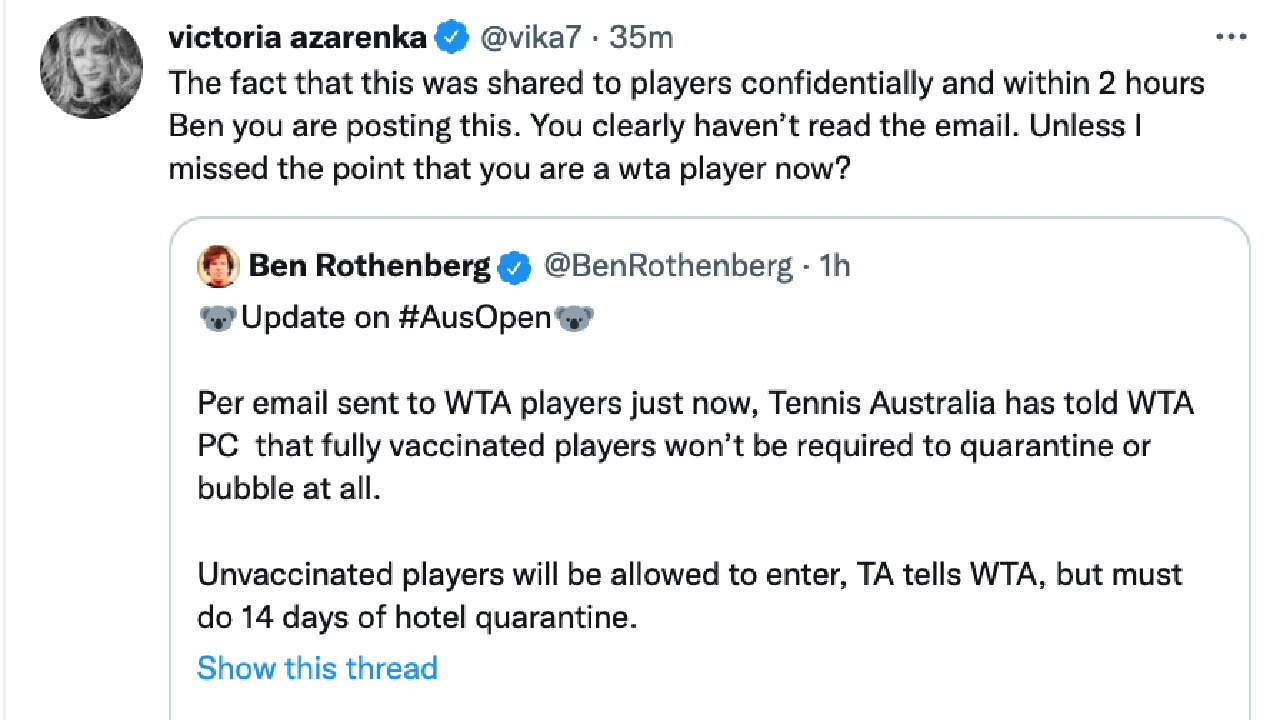 victoria azarenka @vika7 · 35m
The fact that this was shared to players confidentially and within 2 hours
Ben you are posting this. You clearly haven’t read the email. Unless I
missed the point that you are a wta player now?
Ben Rothenberg @BenRothenberg · 1h
🐨Update on #AusOpen🐨
Per email sent to WTA players just now, Tennis Australia has told WTA
PC  that fully vaccinated players won’t be required to quarantine or
bubble at all.
Unvaccinated players will be allowed to enter, TA tells WTA, but must
do 14 days of hotel quarantine.
Show this thread